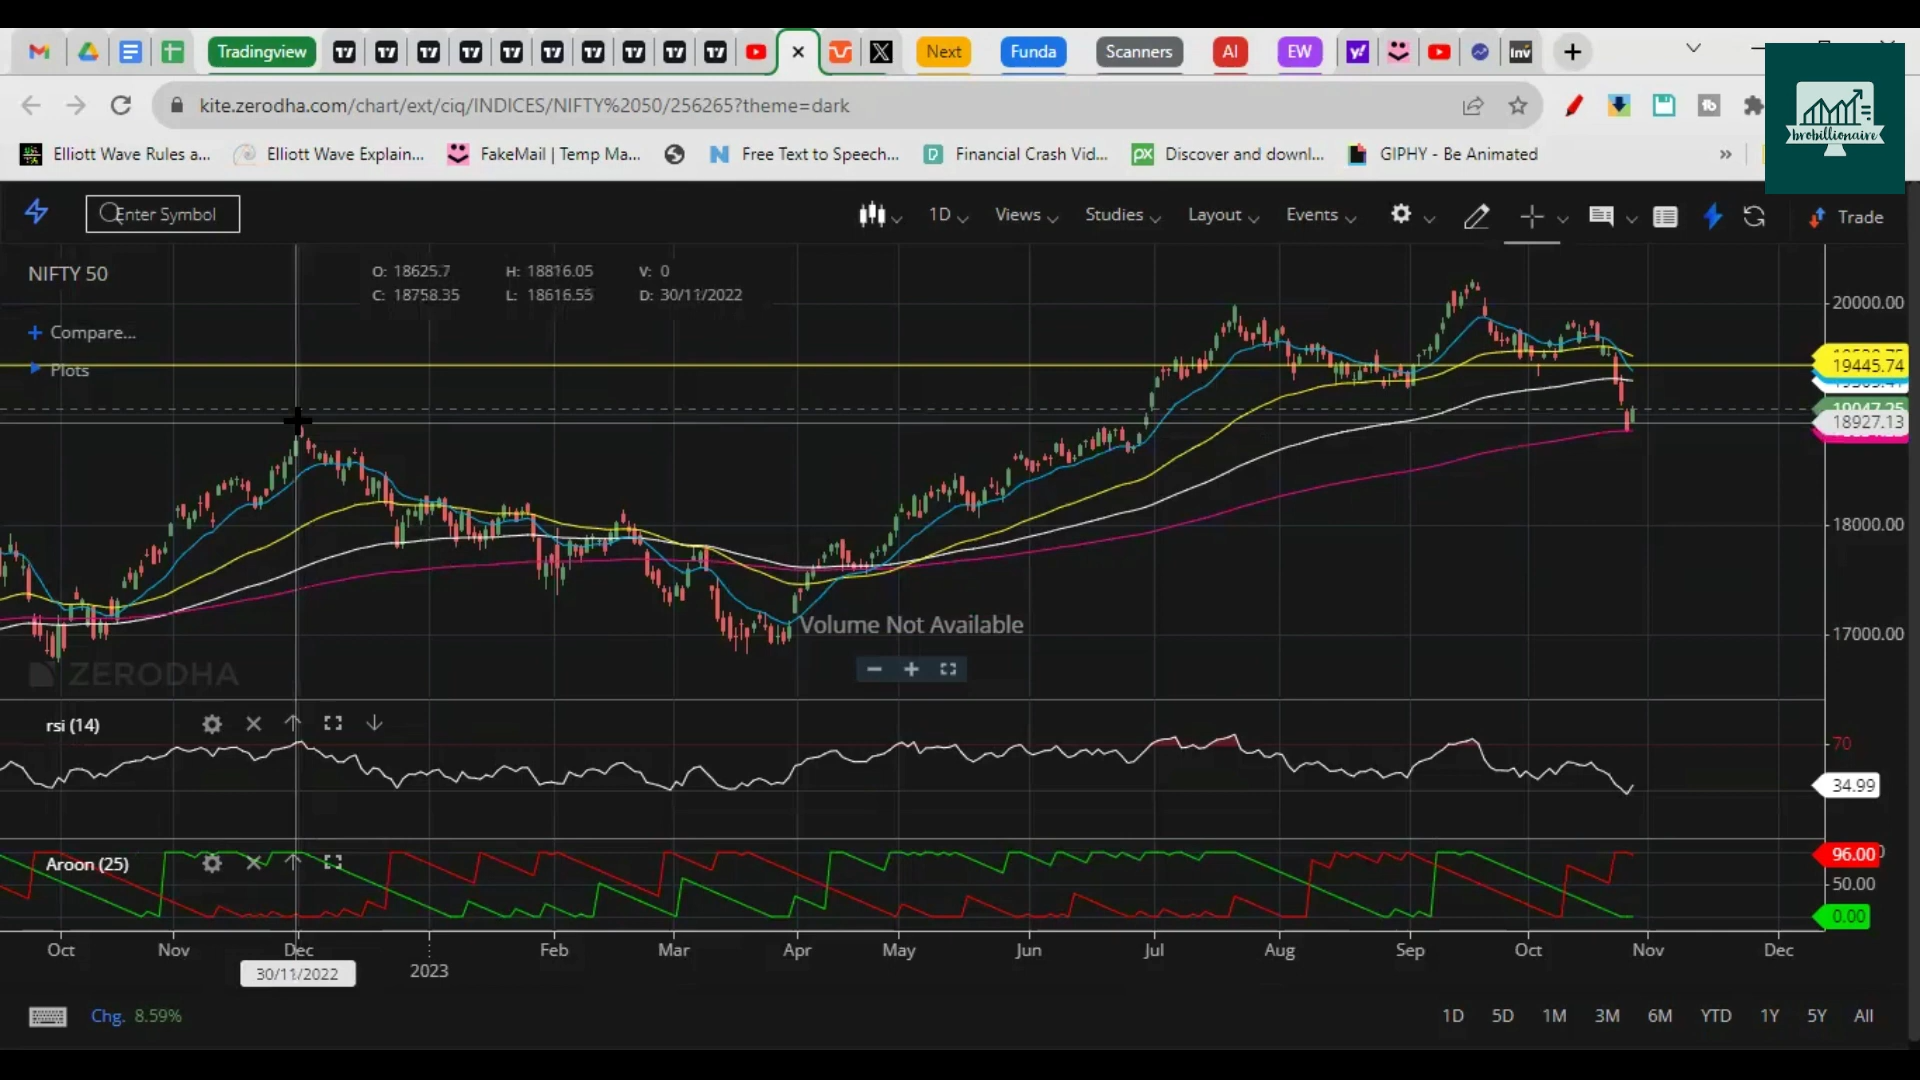 Tradingview Next Funda Scanners AI EW y! Inv
kite.zerodha.com/chart/ext/ciq/INDICES/NIFTY%2050/256265?theme=dark
brobillionaire
Elliott Wave Rules a... Elliott Wave Explain... FakeMail | Temp Ma... Free Text to Speech... Financial Crash Vid... Discover and downl... GIPHY - Be Animated
Enter Symbol 1D Views Studies Layout Events Trade
NIFTY 50
O: 18625.7 H: 18816.05 V: 0
C: 18758.35 L: 18616.55 D: 30/11/2022
20000.00
Compare...
19445.74
Plots
18927.13
18000.00
Volume Not Available
17000.00
ZERODHA
rsi (14)
70
34.99
Aroon (25)
96.00
50.00
0.00
Oct Nov Dec Feb Mar Apr May Jun Jul Aug Sep Oct Nov Dec
30/11/2022 2023
Chg. 8.59% 1D 5D 1M 3M 6M YTD 1Y 5Y All